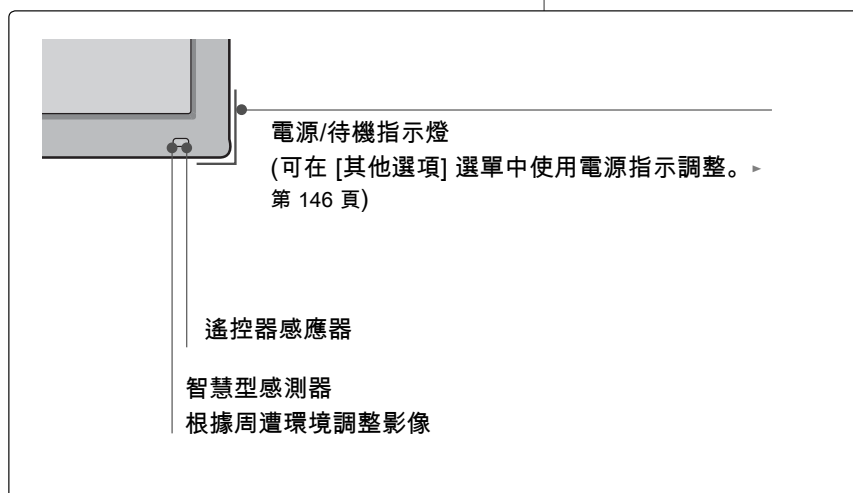 電源/待機指示燈
(可在 [其他選項] 選單中使用電源指示調整。►
第 146 頁)
遙控器感應器
智慧型感測器
根據周遭環境調整影像